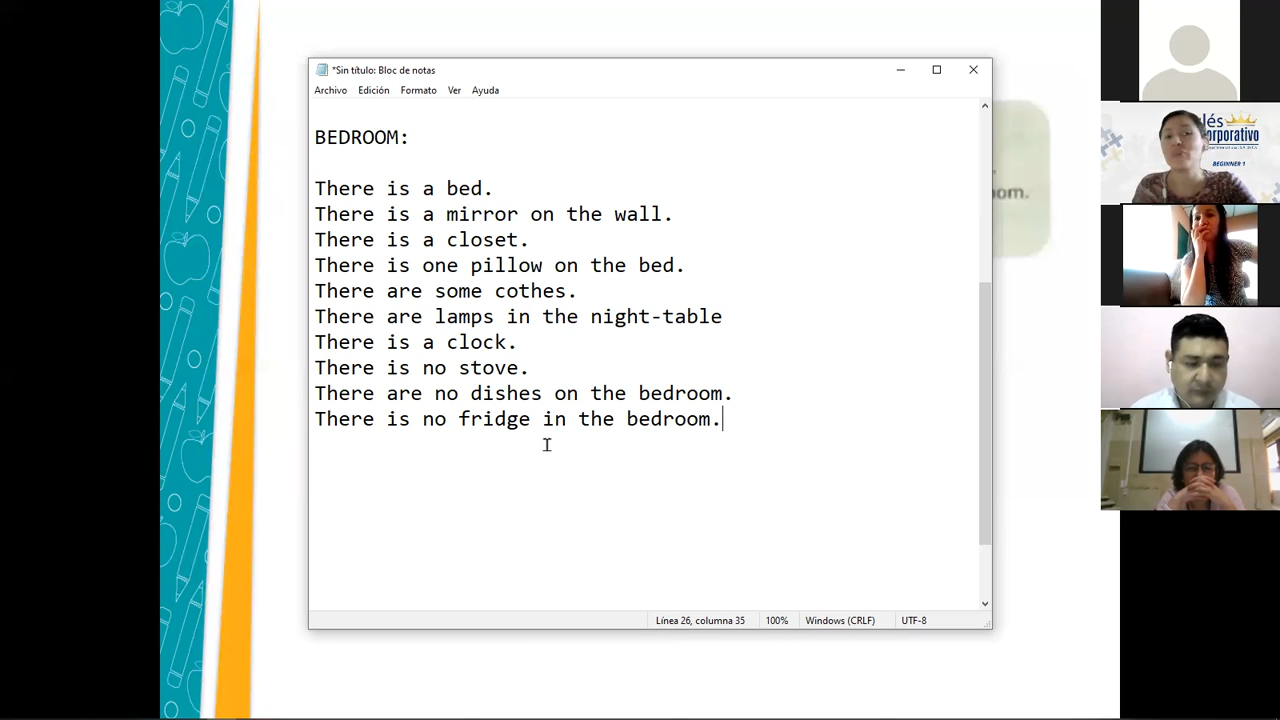 *Sin título: Bloc de notas
Archivo Edición Formato Ver Ayuda
BEDROOM:
There is a bed.
There is a mirror on the wall.
There is a closet.
There is one pillow on the bed.
There are some cothes.
There are lamps in the night-table
There is a clock.
There is no stove.
There are no dishes on the bedroom.
There is no fridge in the bedroom.
Línea 26, columna 35 100% Windows (CRLF) UTF-8
oom.
lés
orporativo
BEGINNER 1